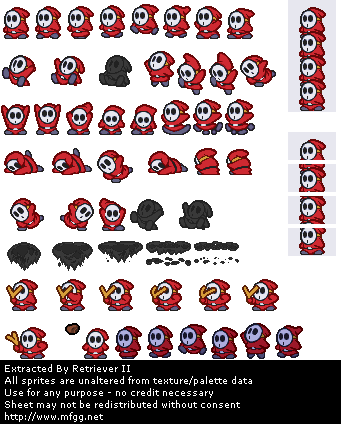 Extracted By Retriever II
All sprites are unaltered from texture/palette data
Use for any purpose - no credit necessary
Sheet may not be redistributed without consent
http://www.mfgg.net